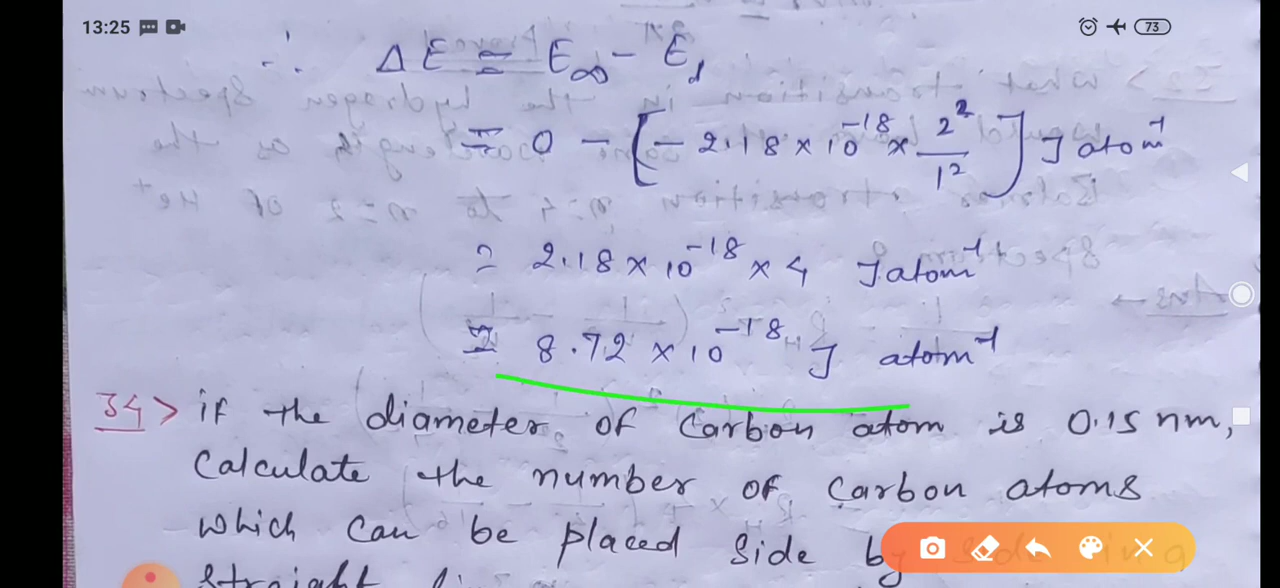 13:25 73
∴ ΔE = E∞ - E₁
= 0 - [- 2.18 × 10⁻¹⁸ × 2²/1²] J atom⁻¹
= 2.18 × 10⁻¹⁸ × 4 J atom⁻¹
= 8.72 × 10⁻¹⁸ J atom⁻¹
34> if the diameter of carbon atom is 0.15 nm,
Calculate the number of carbon atoms
which can be placed side by
straight